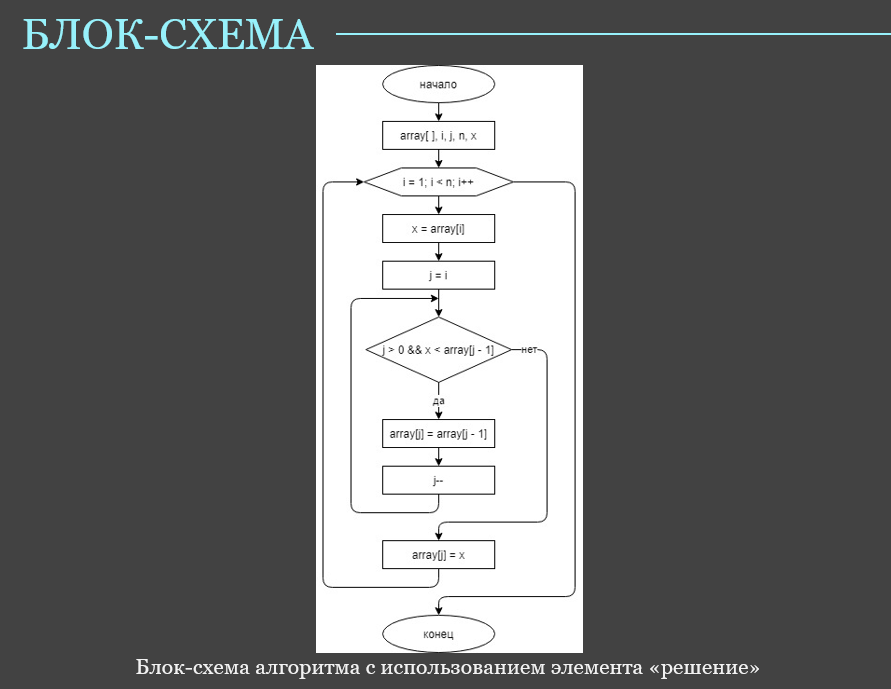 БЛОК-СХЕМА
начало
array[ ], i, j, n, x
i = 1; i < n; i++
x = array[i]
j = i
j > 0 && x < array[j - 1]
нет
да
array[j] = array[j - 1]
j--
array[j] = x
конец
Блок-схема алгоритма с использованием элемента «решение»